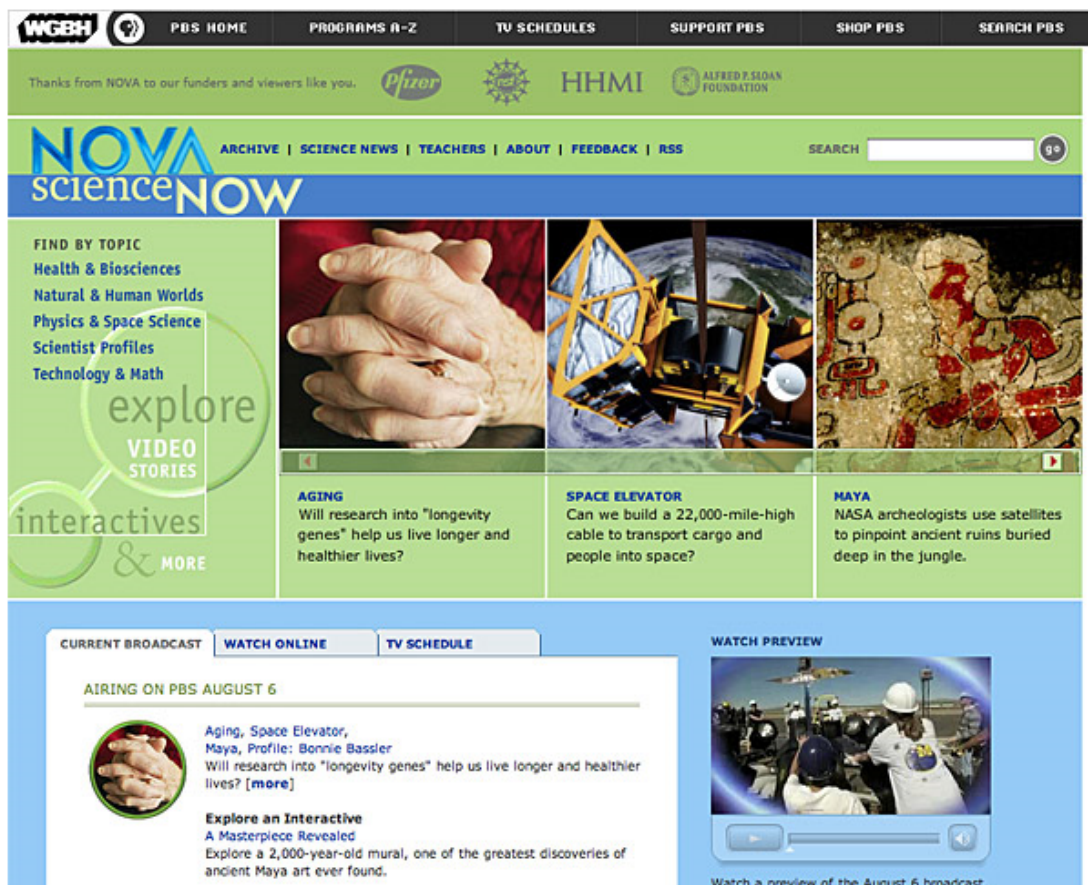 WGBH
PBS HOME
PROGRAMS A-Z
TV SCHEDULES
SUPPORT PBS
SHOP PBS
SEARCH PBS
Thanks from NOVA to our funders and viewers like you.
Pfizer
nsf
HHMI
ALFRED P. SLOAN
FOUNDATION
NOVA
scienceNOW
ARCHIVE | SCIENCE NEWS | TEACHERS | ABOUT | FEEDBACK | RSS
SEARCH
go
FIND BY TOPIC
Health & Biosciences
Natural & Human Worlds
Physics & Space Science
Scientist Profiles
Technology & Math
explore
VIDEO
STORIES
interactives
& MORE
AGING
Will research into "longevity
genes" help us live longer and
healthier lives?
SPACE ELEVATOR
Can we build a 22,000-mile-high
cable to transport cargo and
people into space?
MAYA
NASA archeologists use satellites
to pinpoint ancient ruins buried
deep in the jungle.
CURRENT BROADCAST
WATCH ONLINE
TV SCHEDULE
AIRING ON PBS AUGUST 6
Aging, Space Elevator,
Maya, Profile: Bonnie Bassler
Will research into "longevity genes" help us live longer and healthier
lives? [more]
Explore an Interactive
A Masterpiece Revealed
Explore a 2,000-year-old mural, one of the greatest discoveries of
ancient Maya art ever found.
WATCH PREVIEW
Watch a preview of the August 6 broadcast